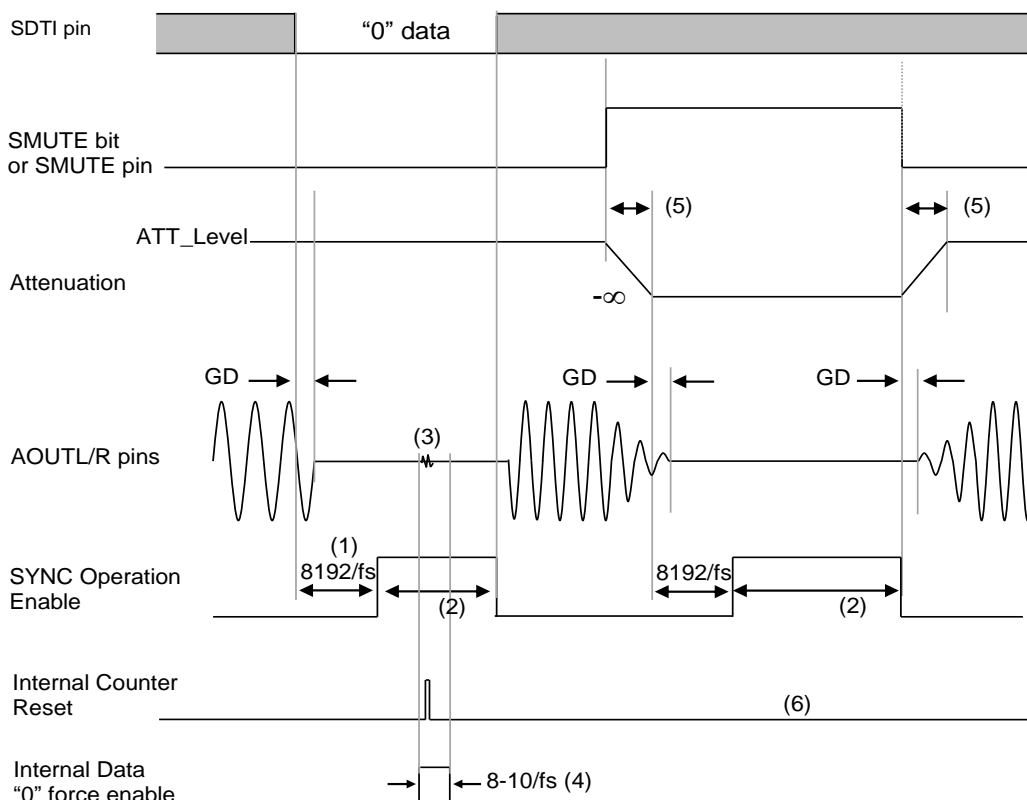 SDTI pin
“0” data
SMUTE bit
or SMUTE pin
(5)
(5)
ATT_Level
Attenuation
-∞
GD
GD
GD
(3)
AOUTL/R pins
(1)
8192/fs
8192/fs
SYNC Operation
Enable
(2)
(2)
Internal Counter
Reset
(6)
Internal Data
“0” force enable
8-10/fs (4)